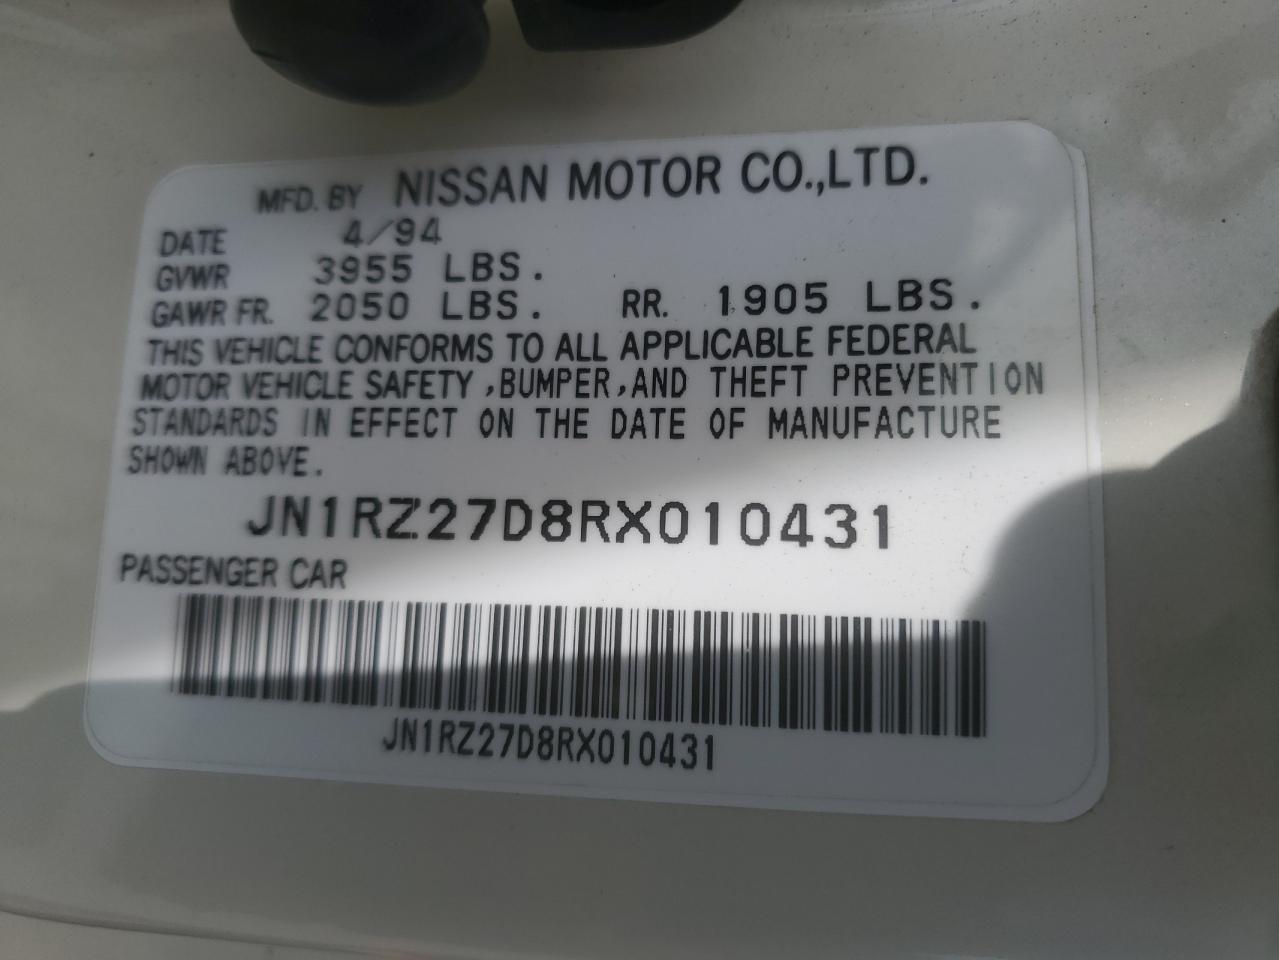 MFD. BY NISSAN MOTOR CO.,LTD.
DATE 4/94
GVWR 3955 LBS.
GAWR FR. 2050 LBS. RR. 1905 LBS.
THIS VEHICLE CONFORMS TO ALL APPLICABLE FEDERAL
MOTOR VEHICLE SAFETY ,BUMPER,AND THEFT PREVENTION
STANDARDS IN EFFECT ON THE DATE OF MANUFACTURE
SHOWN ABOVE.
JN1RZ27D8RX010431
PASSENGER CAR
JN1RZ27D8RX010431